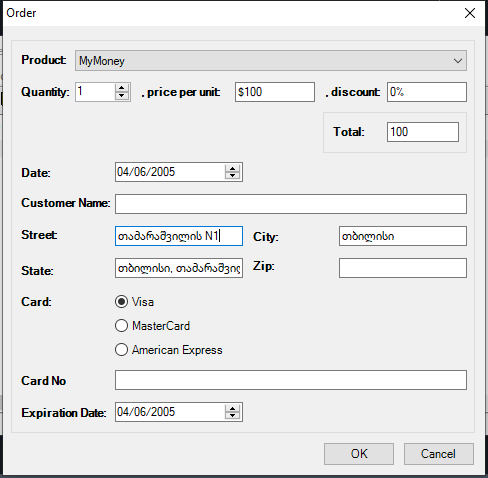 Order
Product: MyMoney
Quantity: 1 , price per unit: $100 , discount: 0%
Total: 100
Date: 04/06/2005
Customer Name:
Street: თამარაშვილის N1 City: თბილისი
State: თბილისი, თამარაშვილ Zip:
Card: Visa
MasterCard
American Express
Card No
Expiration Date: 04/06/2005
OK Cancel